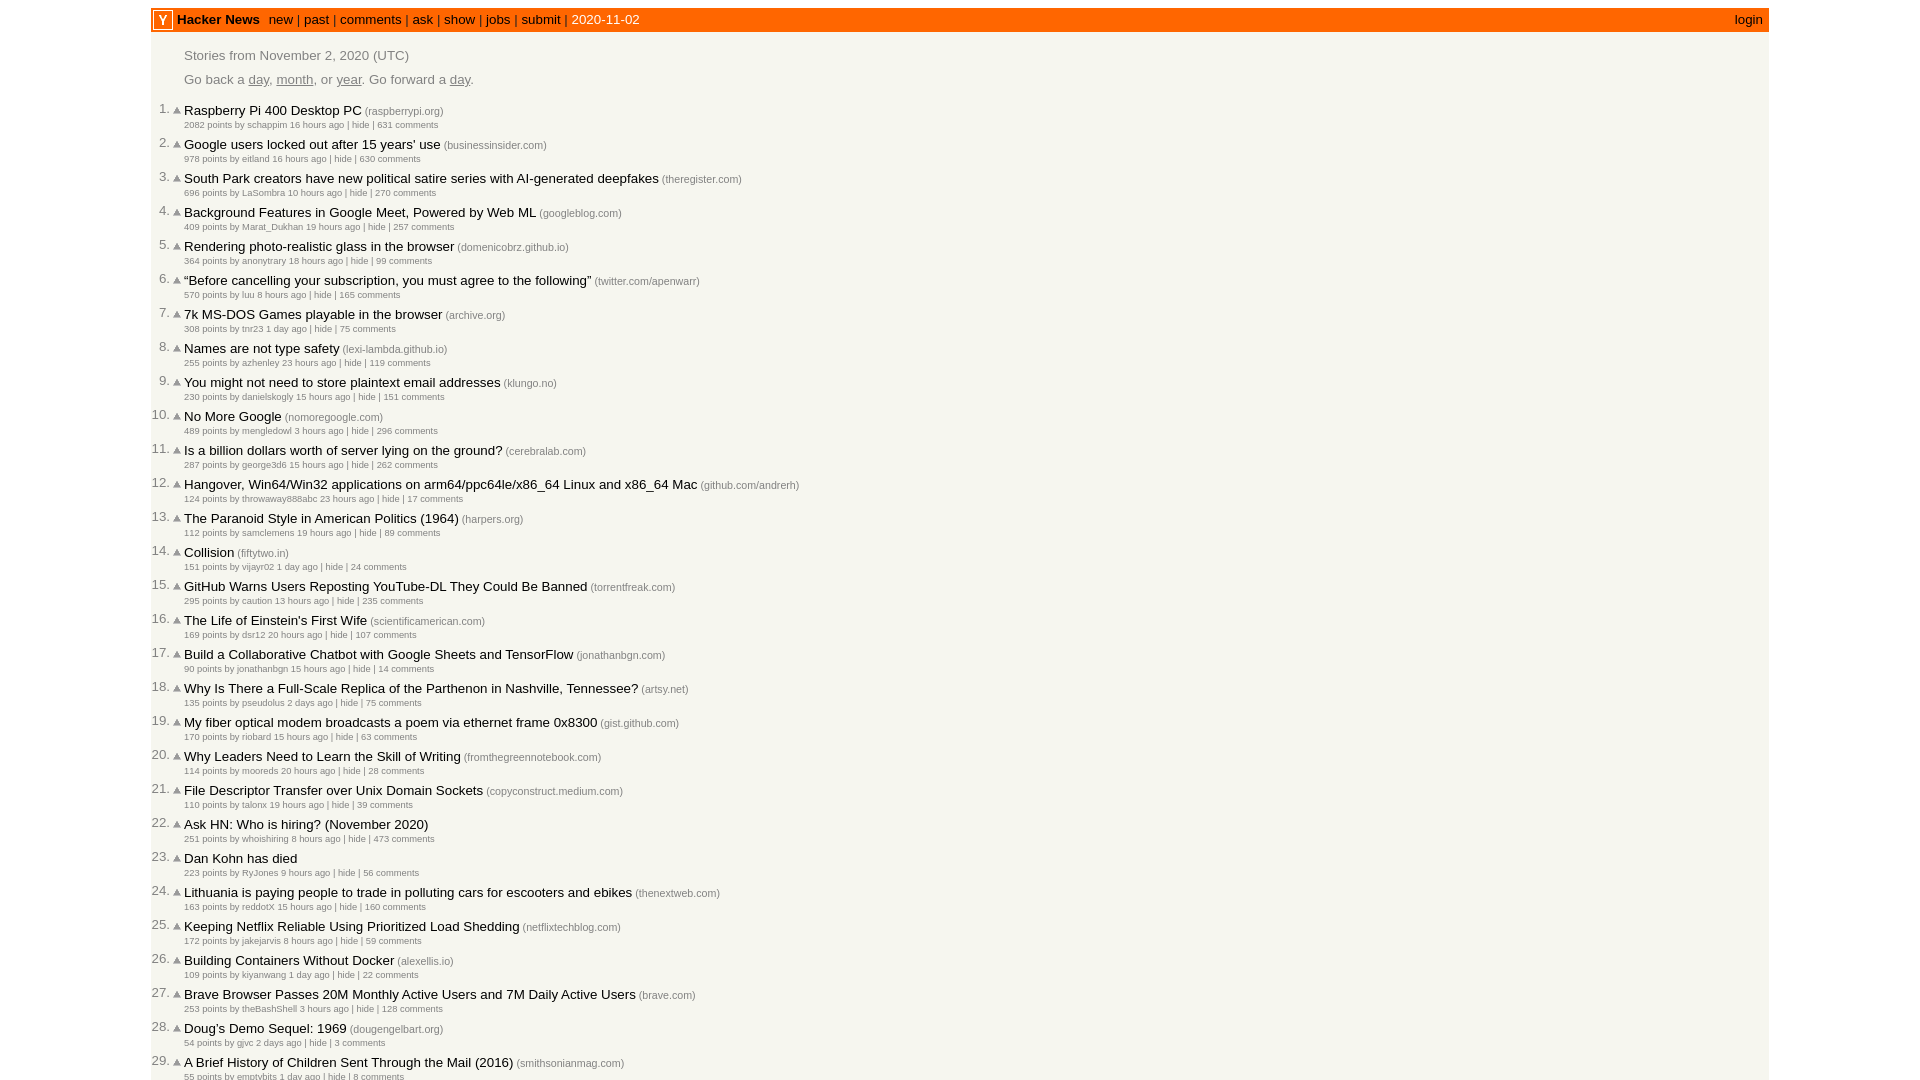 Y Hacker News new | past | comments | ask | show | jobs | submit | 2020-11-02 login
Stories from November 2, 2020 (UTC)
Go back a day, month, or year. Go forward a day.
1. Raspberry Pi 400 Desktop PC (raspberrypi.org)
2082 points by schappim 16 hours ago | hide | 631 comments
2. Google users locked out after 15 years' use (businessinsider.com)
978 points by eitland 16 hours ago | hide | 630 comments
3. South Park creators have new political satire series with AI-generated deepfakes (theregister.com)
696 points by LaSombra 10 hours ago | hide | 270 comments
4. Background Features in Google Meet, Powered by Web ML (googleblog.com)
409 points by Marat_Dukhan 19 hours ago | hide | 257 comments
5. Rendering photo-realistic glass in the browser (domenicobrz.github.io)
364 points by anonytrary 18 hours ago | hide | 99 comments
6. “Before cancelling your subscription, you must agree to the following” (twitter.com/apenwarr)
570 points by luu 8 hours ago | hide | 165 comments
7. 7k MS-DOS Games playable in the browser (archive.org)
308 points by tnr23 1 day ago | hide | 75 comments
8. Names are not type safety (lexi-lambda.github.io)
255 points by azhenley 23 hours ago | hide | 119 comments
9. You might not need to store plaintext email addresses (klungo.no)
230 points by danielskogly 15 hours ago | hide | 151 comments
10. No More Google (nomoregoogle.com)
489 points by mengledowl 3 hours ago | hide | 296 comments
11. Is a billion dollars worth of server lying on the ground? (cerebralab.com)
287 points by george3d6 15 hours ago | hide | 262 comments
12. Hangover, Win64/Win32 applications on arm64/ppc64le/x86_64 Linux and x86_64 Mac (github.com/andrerh)
124 points by throwaway888abc 23 hours ago | hide | 17 comments
13. The Paranoid Style in American Politics (1964) (harpers.org)
112 points by samclemens 19 hours ago | hide | 89 comments
14. Collision (fiftytwo.in)
151 points by vijayr02 1 day ago | hide | 24 comments
15. GitHub Warns Users Reposting YouTube-DL They Could Be Banned (torrentfreak.com)
295 points by caution 13 hours ago | hide | 235 comments
16. The Life of Einstein's First Wife (scientificamerican.com)
169 points by dsr12 20 hours ago | hide | 107 comments
17. Build a Collaborative Chatbot with Google Sheets and TensorFlow (jonathanbgn.com)
90 points by jonathanbgn 15 hours ago | hide | 14 comments
18. Why Is There a Full-Scale Replica of the Parthenon in Nashville, Tennessee? (artsy.net)
135 points by pseudolus 2 days ago | hide | 75 comments
19. My fiber optical modem broadcasts a poem via ethernet frame 0x8300 (gist.github.com)
170 points by riobard 15 hours ago | hide | 63 comments
20. Why Leaders Need to Learn the Skill of Writing (fromthegreennotebook.com)
114 points by mooreds 20 hours ago | hide | 28 comments
21. File Descriptor Transfer over Unix Domain Sockets (copyconstruct.medium.com)
110 points by talonx 19 hours ago | hide | 39 comments
22. Ask HN: Who is hiring? (November 2020)
251 points by whoishiring 8 hours ago | hide | 473 comments
23. Dan Kohn has died
223 points by RyJones 9 hours ago | hide | 56 comments
24. Lithuania is paying people to trade in polluting cars for escooters and ebikes (thenextweb.com)
163 points by reddotX 15 hours ago | hide | 160 comments
25. Keeping Netflix Reliable Using Prioritized Load Shedding (netflixtechblog.com)
172 points by jakejarvis 8 hours ago | hide | 59 comments
26. Building Containers Without Docker (alexellis.io)
109 points by kiyanwang 1 day ago | hide | 22 comments
27. Brave Browser Passes 20M Monthly Active Users and 7M Daily Active Users (brave.com)
253 points by theBashShell 3 hours ago | hide | 128 comments
28. Doug’s Demo Sequel: 1969 (dougengelbart.org)
54 points by gjvc 2 days ago | hide | 3 comments
29. A Brief History of Children Sent Through the Mail (2016) (smithsonianmag.com)
55 points by emptybits 1 day ago | hide | 8 comments